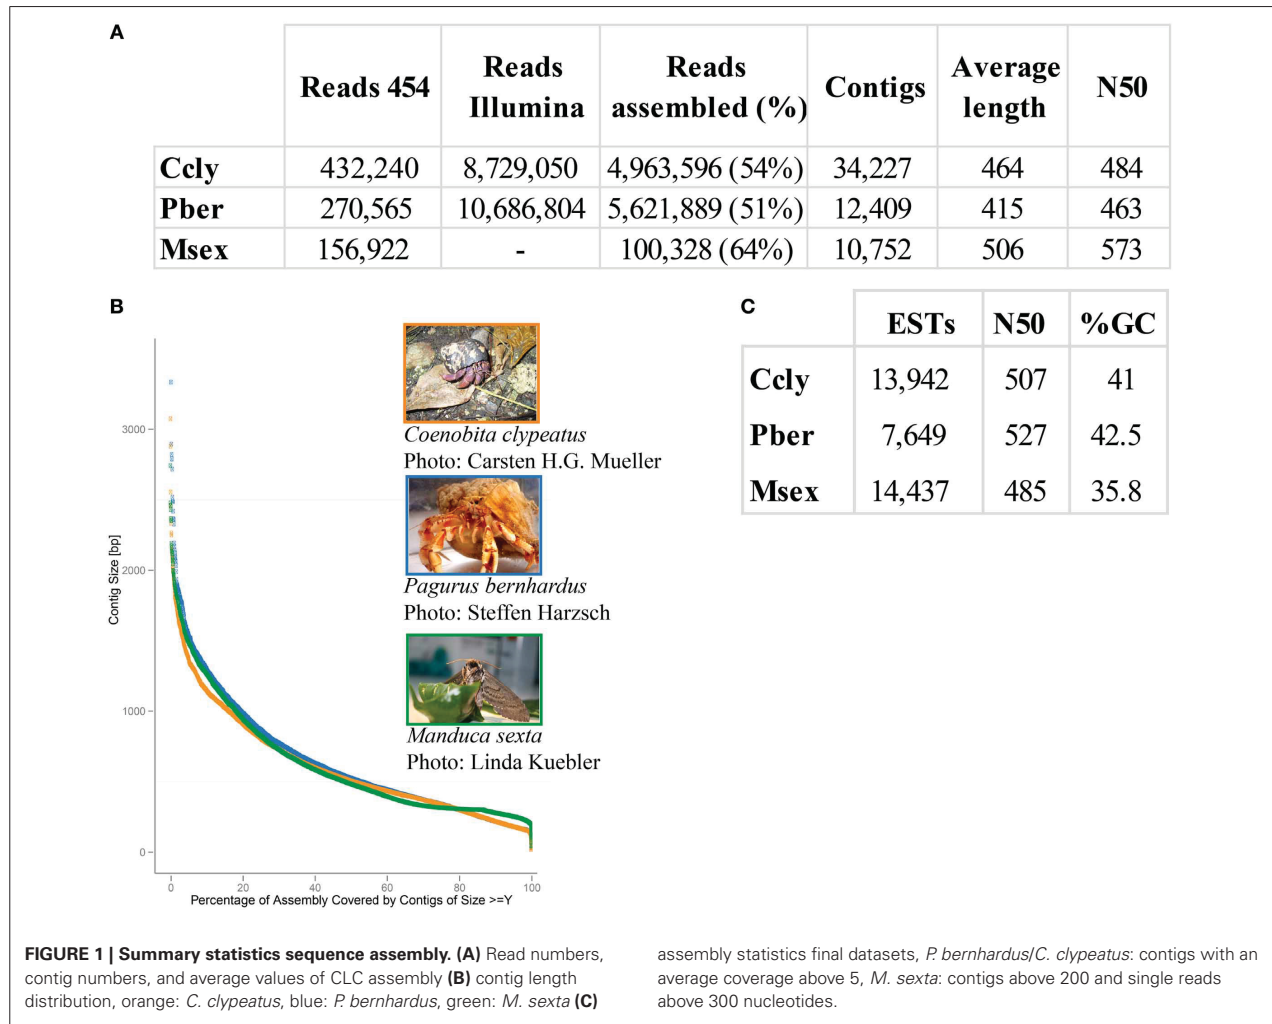 A
Reads 454 Reads Illumina Reads assembled (%) Contigs Average length N50
Ccly 432,240 8,729,050 4,963,596 (54%) 34,227 464 484
Pber 270,565 10,686,804 5,621,889 (51%) 12,409 415 463
Msex 156,922 - 100,328 (64%) 10,752 506 573
B
Contig Size [bp]
3000
2000
1000
0
0 20 40 60 80 100
Percentage of Assembly Covered by Contigs of Size >=Y
Coenobita clypeatus
Photo: Carsten H.G. Mueller
Pagurus bernhardus
Photo: Steffen Harzsch
Manduca sexta
Photo: Linda Kuebler
C
ESTs N50 %GC
Ccly 13,942 507 41
Pber 7,649 527 42.5
Msex 14,437 485 35.8
FIGURE 1 | Summary statistics sequence assembly. (A) Read numbers,
contig numbers, and average values of CLC assembly (B) contig length
distribution, orange: C. clypeatus, blue: P. bernhardus, green: M. sexta (C)
assembly statistics final datasets, P. bernhardus/C. clypeatus: contigs with an
average coverage above 5, M. sexta: contigs above 200 and single reads
above 300 nucleotides.